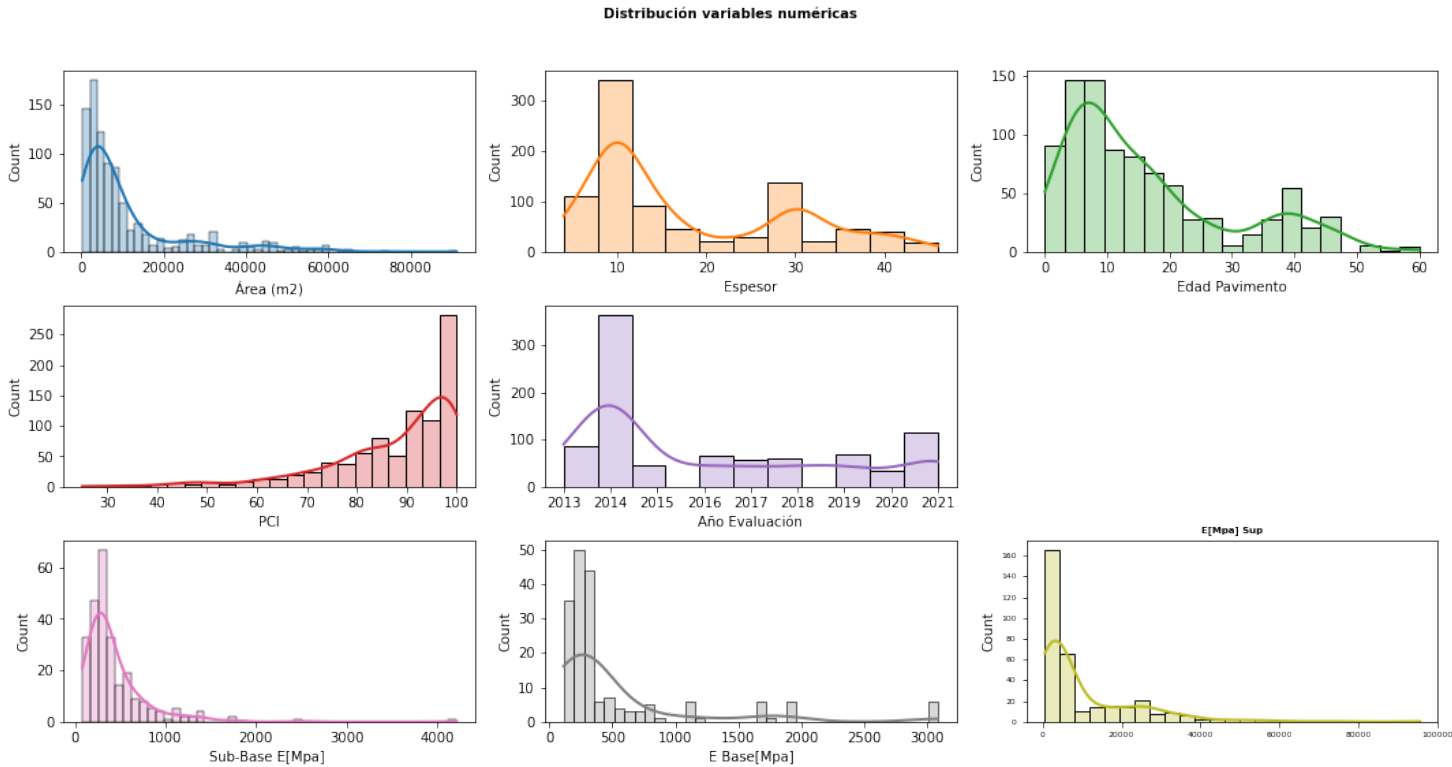 Distribución variables numéricas
Count
150
100
50
0
0 20000 40000 60000 80000
Área (m2)
Count
300
200
100
0
10 20 30 40
Espesor
Count
150
100
50
0
0 10 20 30 40 50 60
Edad Pavimento
Count
250
200
150
100
50
0
30 40 50 60 70 80 90 100
PCI
Count
300
200
100
0
2013 2014 2015 2016 2017 2018 2019 2020 2021
Año Evaluación
Count
60
40
20
0
0 1000 2000 3000 4000
Sub-Base E[Mpa]
Count
50
40
30
20
10
0
0 500 1000 1500 2000 2500 3000
E Base[Mpa]
E[Mpa] Sup
Count
160
140
120
100
80
60
40
20
0
0 20000 40000 60000 80000 100000